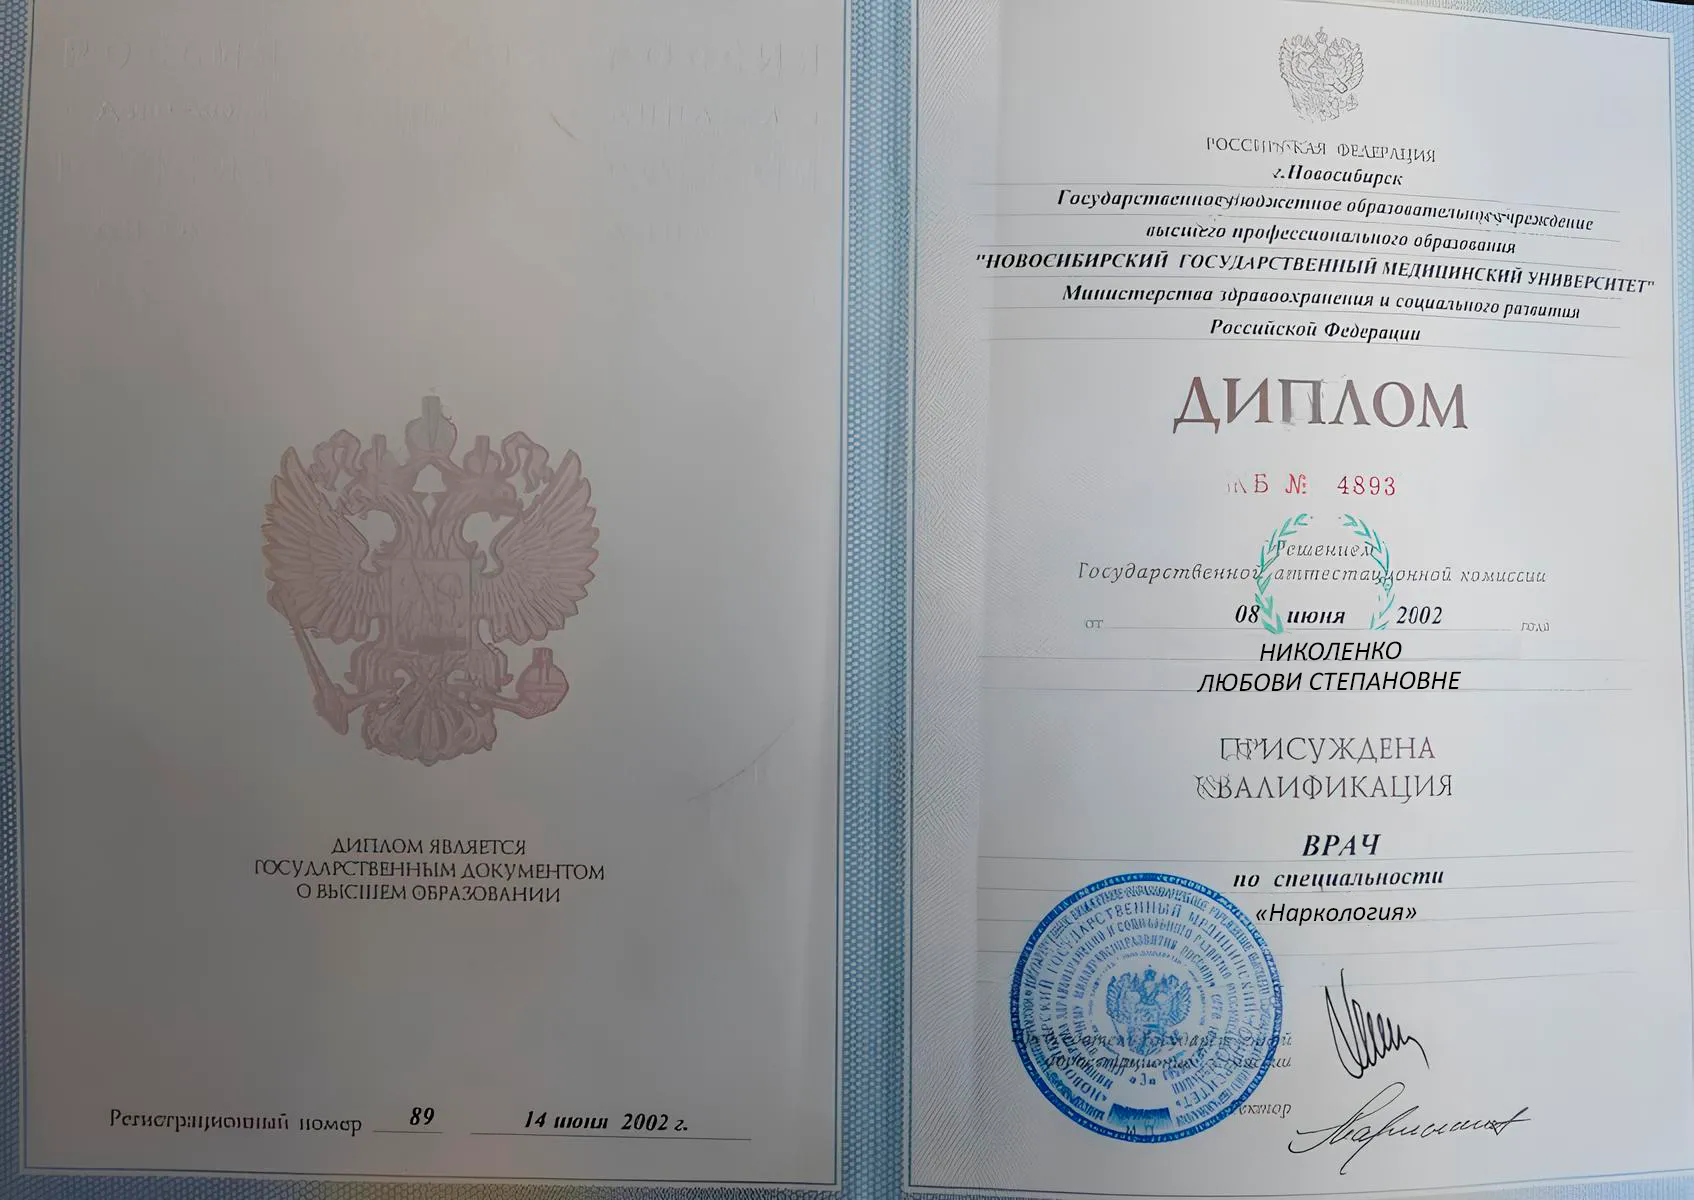 ДИПЛОМ ЯВЛЯЕТСЯ
ГОСУДАРСТВЕННЫМ ДОКУМЕНТОМ
О ВЫСШЕМ ОБРАЗОВАНИИ
Регистрационный номер 89 14 июня 2002 г.
РОССИЙСКАЯ ФЕДЕРАЦИЯ
г.Новосибирск
Государственное бюджетное образовательное учреждение
высшего профессионального образования
"НОВОСИБИРСКИЙ ГОСУДАРСТВЕННЫЙ МЕДИЦИНСКИЙ УНИВЕРСИТЕТ"
Министерства здравоохранения и социального развития
Российской Федерации
ДИПЛОМ
Б № 4893
Решением
Государственной аттестационной комиссии
от 08 июня 2002 года
НИКОЛЕНКО
ЛЮБОВИ СТЕПАНОВНЕ
ПРИСУЖДЕНА
КВАЛИФИКАЦИЯ
ВРАЧ
по специальности
«Наркология»
Ректор